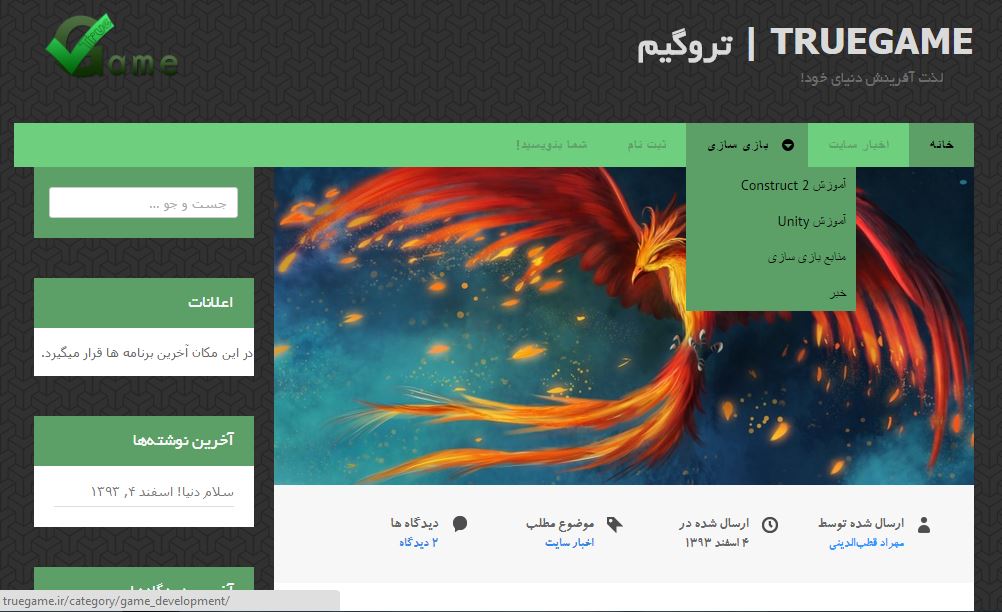 TRUEGAME | تروگیم
لذت آفرینش دنیای خود!
Game
خانه
اخبار سایت
بازی سازی
ثبت نام
شما بنویسید!
آموزش Construct 2
آموزش Unity
منابع بازی سازی
خبر
جست و جو ...
اعلانات
در این مکان آخرین برنامه ها قرار میگیرد.
آخرین نوشته‌ها
سلام دنیا! اسفند ۴, ۱۳۹۳
ارسال شده توسط
مهراد قطب‌الدینی
ارسال شده در
۴ اسفند ۱۳۹۳
موضوع مطلب
اخبار سایت
دیدگاه ها
۲ دیدگاه
truegame.ir/category/game_development/